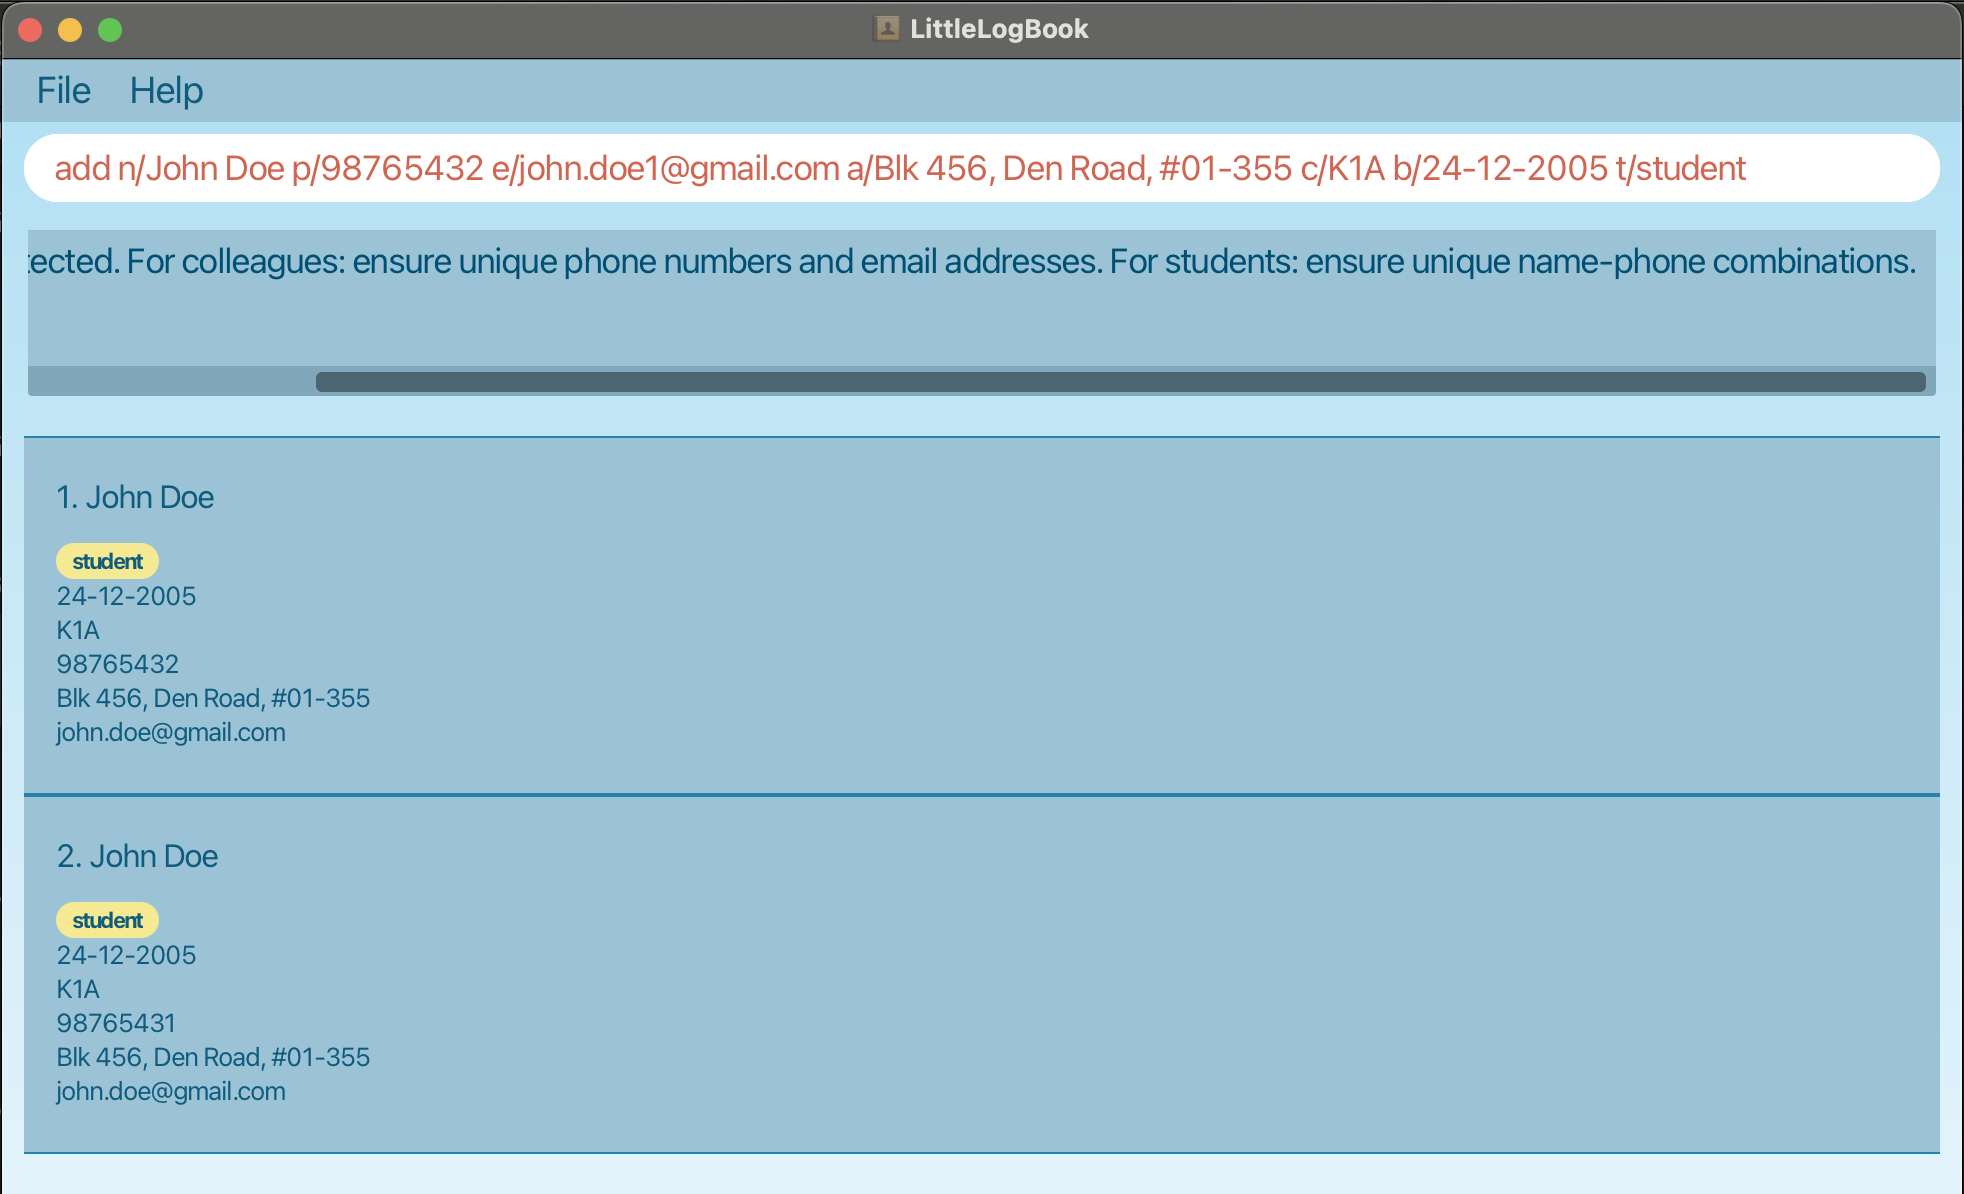 LittleLogBook
File Help
add n/John Doe p/98765432 e/john.doe1@gmail.com a/Blk 456, Den Road, #01-355 c/K1A b/24-12-2005 t/student
tected. For colleagues: ensure unique phone numbers and email addresses. For students: ensure unique name-phone combinations.
1. John Doe
student
24-12-2005
K1A
98765432
Blk 456, Den Road, #01-355
john.doe@gmail.com
2. John Doe
student
24-12-2005
K1A
98765431
Blk 456, Den Road, #01-355
john.doe@gmail.com